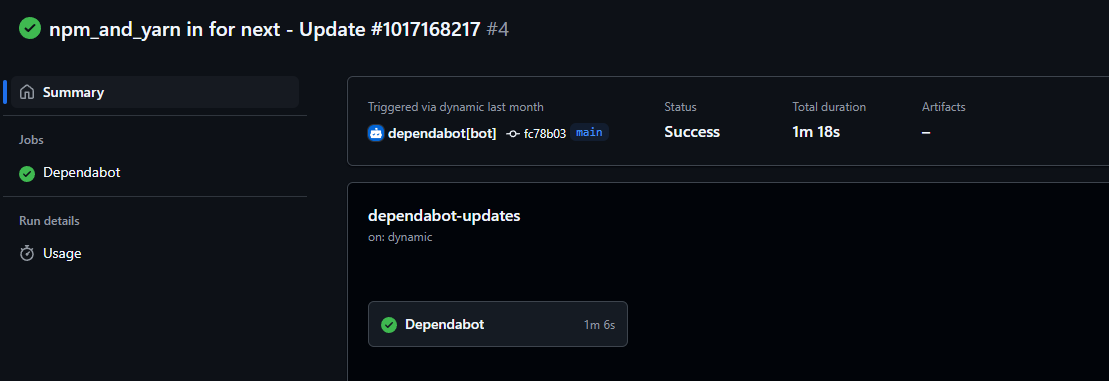 npm_and_yarn in for next - Update #1017168217 #4
Summary
Jobs
Dependabot
Run details
Usage
Triggered via dynamic last month
dependabot[bot] fc78b03 main
Status
Success
Total duration
1m 18s
Artifacts
–
dependabot-updates
on: dynamic
Dependabot 1m 6s